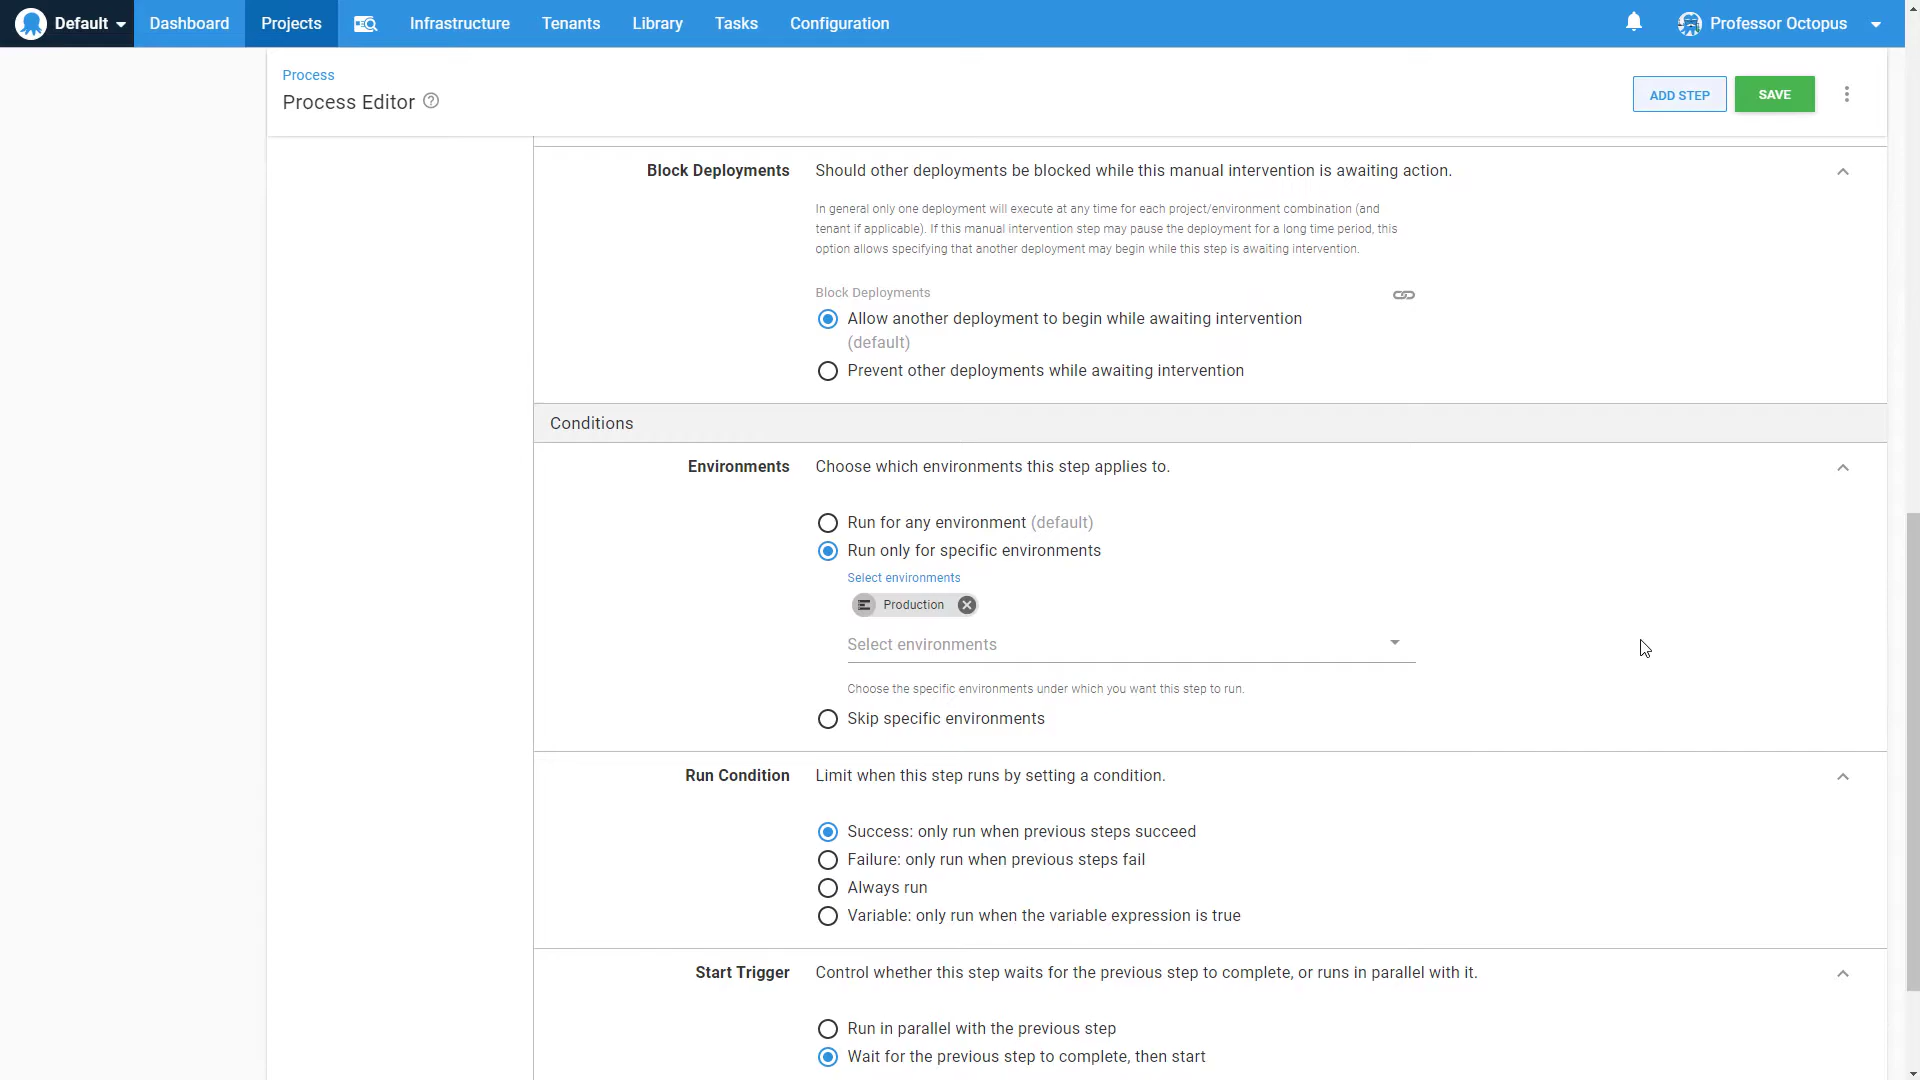 Default Dashboard Projects Infrastructure Tenants Library Tasks Configuration Professor Octopus
Process
Process Editor
ADD STEP SAVE
Block Deployments Should other deployments be blocked while this manual intervention is awaiting action.
In general only one deployment will execute at any time for each project/environment combination (and
tenant if applicable). If this manual intervention step may pause the deployment for a long time period, this
option allows specifying that another deployment may begin while this step is awaiting intervention.
Block Deployments
Allow another deployment to begin while awaiting intervention
(default)
Prevent other deployments while awaiting intervention
Conditions
Environments Choose which environments this step applies to.
Run for any environment (default)
Run only for specific environments
Select environments
Production
Select environments
Choose the specific environments under which you want this step to run.
Skip specific environments
Run Condition Limit when this step runs by setting a condition.
Success: only run when previous steps succeed
Failure: only run when previous steps fail
Always run
Variable: only run when the variable expression is true
Start Trigger Control whether this step waits for the previous step to complete, or runs in parallel with it.
Run in parallel with the previous step
Wait for the previous step to complete, then start